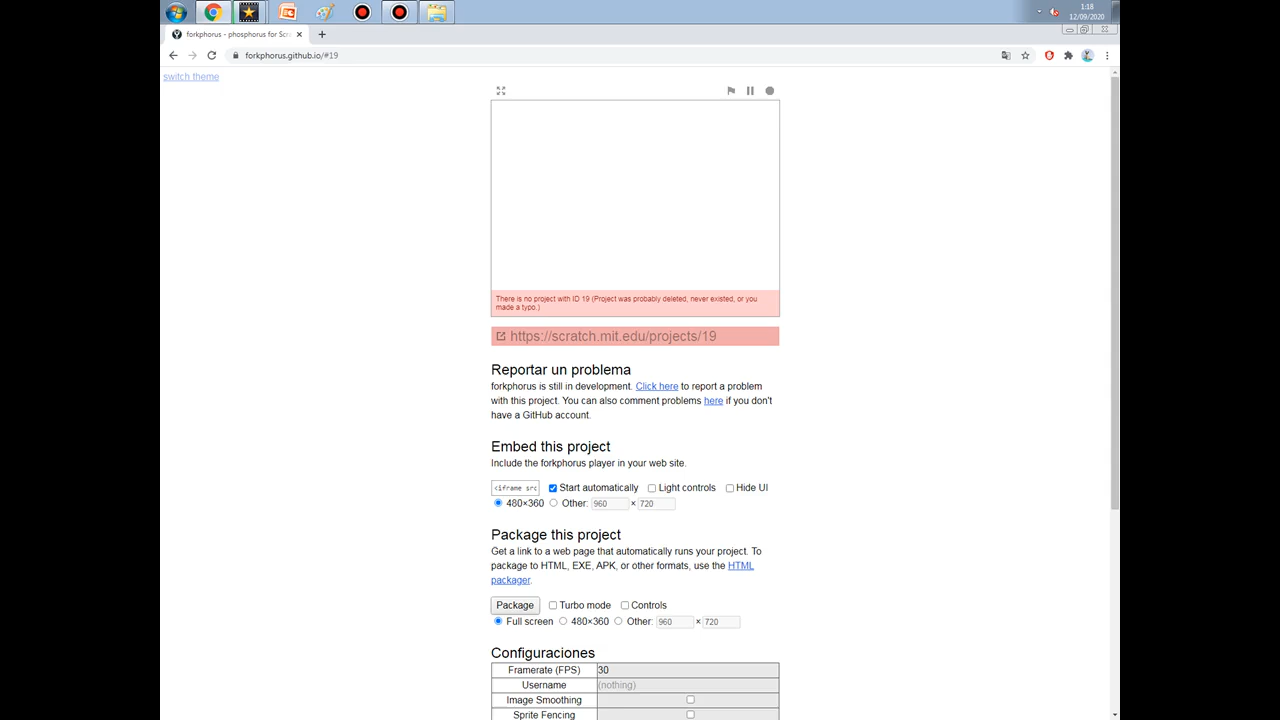 1:18
12/09/2020
forkphorus - phosphorus for Scr
forkphorus.github.io/#19
switch theme
There is no project with ID 19 (Project was probably deleted, never existed, or you
made a typo.)
https://scratch.mit.edu/projects/19
Reportar un problema
forkphorus is still in development. Click here to report a problem
with this project. You can also comment problems here if you don't
have a GitHub account.
Embed this project
Include the forkphorus player in your web site.
<iframe src Start automatically Light controls Hide UI
480×360 Other: 960 × 720
Package this project
Get a link to a web page that automatically runs your project. To
package to HTML, EXE, APK, or other formats, use the HTML
packager.
Package Turbo mode Controls
Full screen 480×360 Other: 960 × 720
Configuraciones
Framerate (FPS) 30
Username (nothing)
Image Smoothing
Sprite Fencing